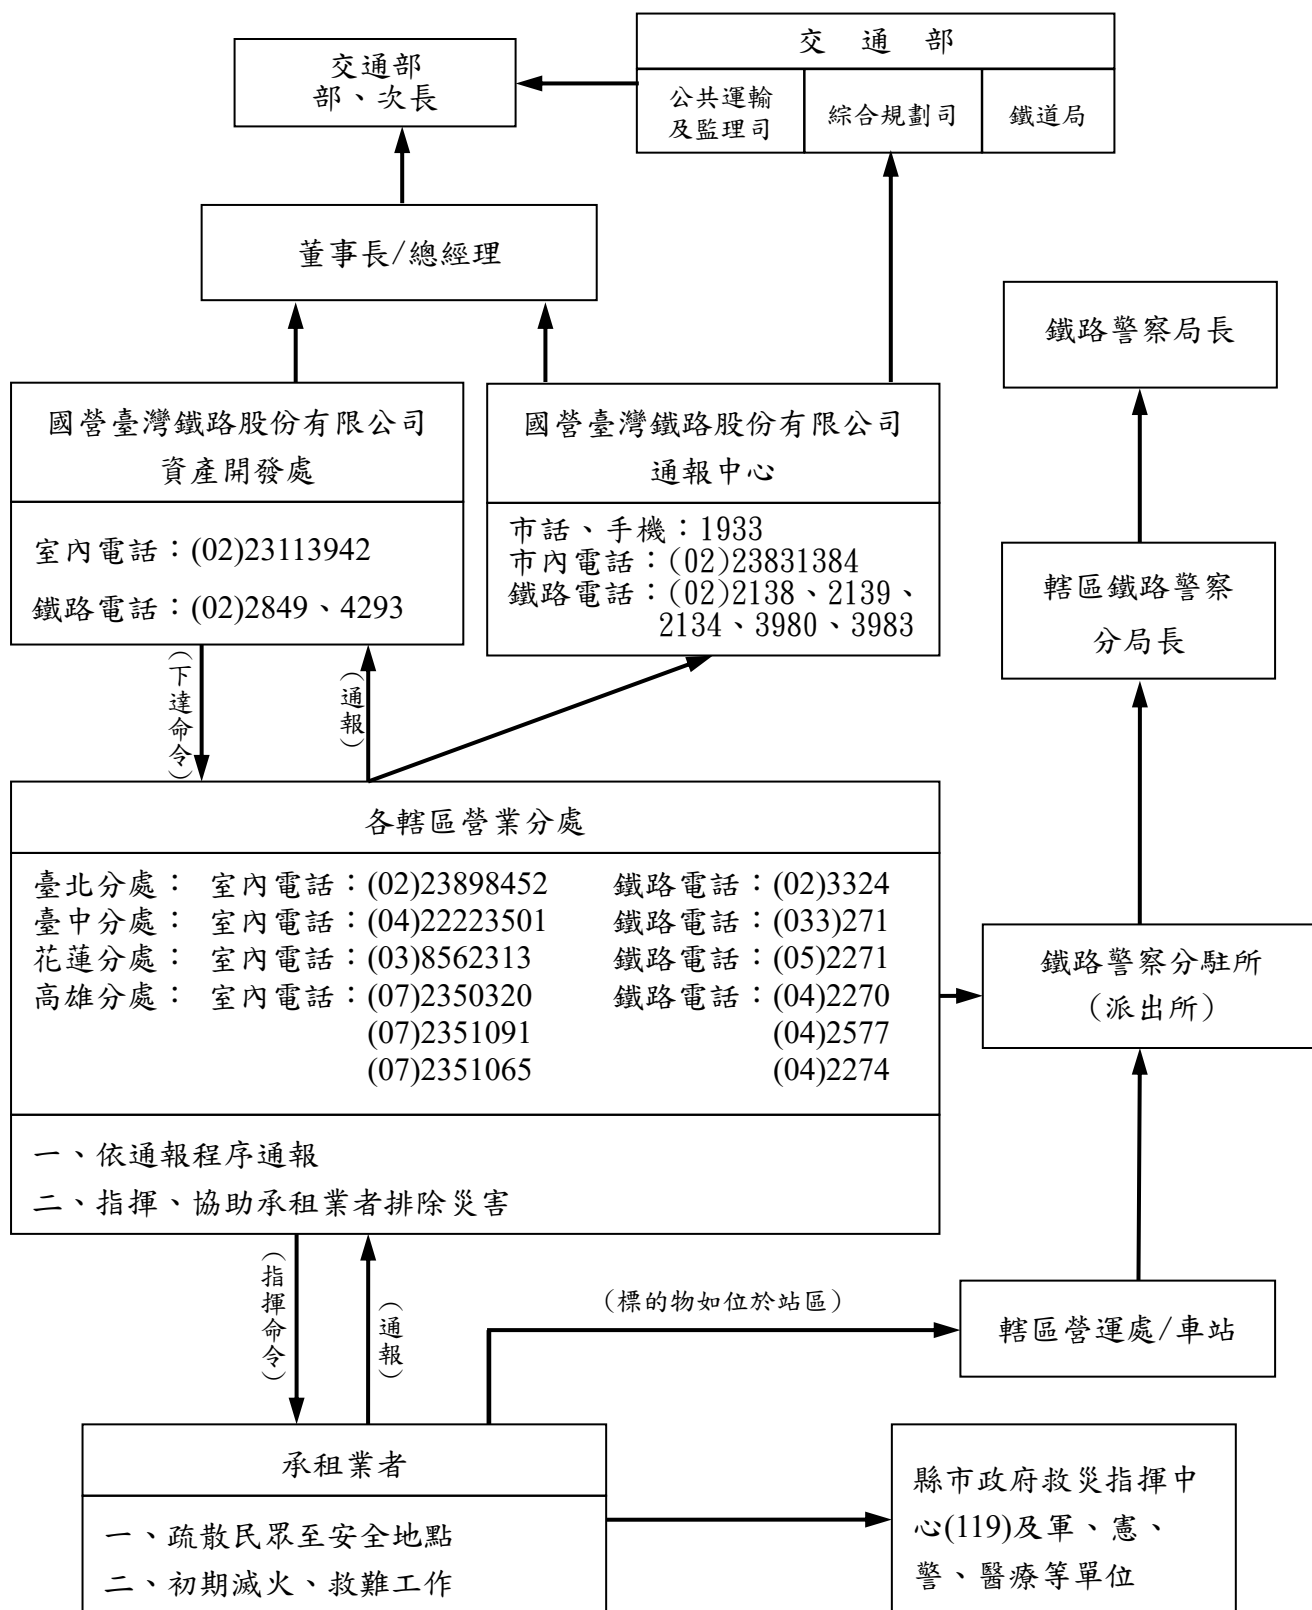 交通部
交通部
部、次長
公共運輸
及監理司
綜合規劃司
鐵道局
董事長/總經理
鐵路警察局長
國營臺灣鐵路股份有限公司
資產開發處
室內電話：(02)23113942
鐵路電話：(02)2849、4293
國營臺灣鐵路股份有限公司
通報中心
市話、手機：1933
市內電話：(02)23831384
鐵路電話：(02)2138、2139、
2134、3980、3983
轄區鐵路警察
分局長
(下達命令)
(通報)
各轄區營業分處
臺北分處： 室內電話：(02)23898452 鐵路電話：(02)3324
臺中分處： 室內電話：(04)22223501 鐵路電話：(033)271
花蓮分處： 室內電話：(03)8562313 鐵路電話：(05)2271
高雄分處： 室內電話：(07)2350320 鐵路電話：(04)2270
(07)2351091 (04)2577
(07)2351065 (04)2274
一、依通報程序通報
二、指揮、協助承租業者排除災害
鐵路警察分駐所
（派出所）
(指揮命令)
(通報)
（標的物如位於站區）
轄區營運處/車站
承租業者
一、疏散民眾至安全地點
二、初期滅火、救難工作
縣市政府救災指揮中
心(119)及軍、憲、
警、醫療等單位